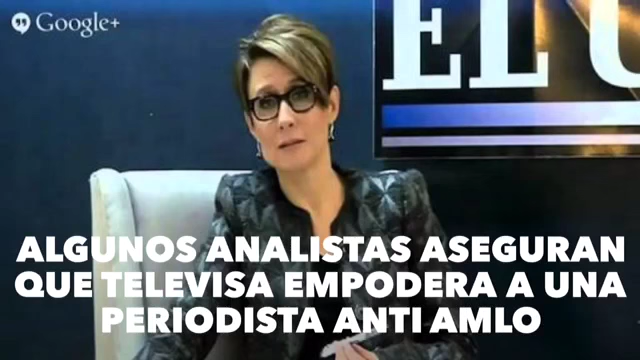 Google+
EL U
ALGUNOS ANALISTAS ASEGURAN
QUE TELEVISA EMPODERA A UNA
PERIODISTA ANTI AMLO